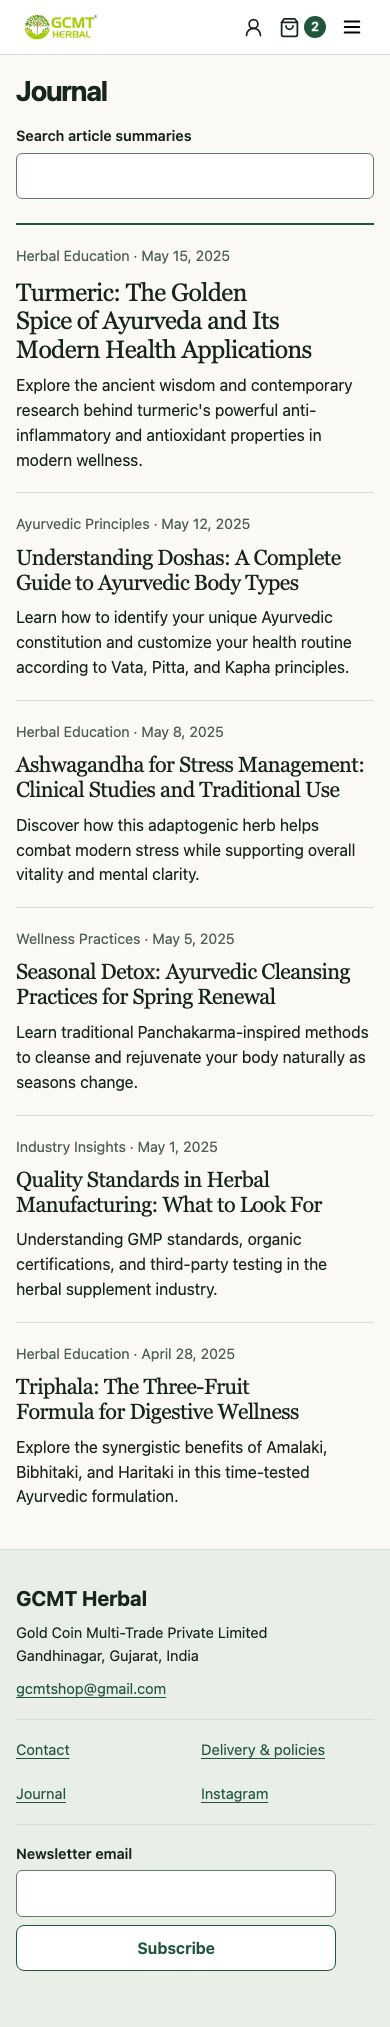 GCMT
HERBAL
2
Journal
Search article summaries
Herbal Education · May 15, 2025
Turmeric: The Golden
Spice of Ayurveda and Its
Modern Health Applications
Explore the ancient wisdom and contemporary
research behind turmeric's powerful anti-
inflammatory and antioxidant properties in
modern wellness.
Ayurvedic Principles · May 12, 2025
Understanding Doshas: A Complete
Guide to Ayurvedic Body Types
Learn how to identify your unique Ayurvedic
constitution and customize your health routine
according to Vata, Pitta, and Kapha principles.
Herbal Education · May 8, 2025
Ashwagandha for Stress Management:
Clinical Studies and Traditional Use
Discover how this adaptogenic herb helps
combat modern stress while supporting overall
vitality and mental clarity.
Wellness Practices · May 5, 2025
Seasonal Detox: Ayurvedic Cleansing
Practices for Spring Renewal
Learn traditional Panchakarma-inspired methods
to cleanse and rejuvenate your body naturally as
seasons change.
Industry Insights · May 1, 2025
Quality Standards in Herbal
Manufacturing: What to Look For
Understanding GMP standards, organic
certifications, and third-party testing in the
herbal supplement industry.
Herbal Education · April 28, 2025
Triphala: The Three-Fruit
Formula for Digestive Wellness
Explore the synergistic benefits of Amalaki,
Bibhitaki, and Haritaki in this time-tested
Ayurvedic formulation.
GCMT Herbal
Gold Coin Multi-Trade Private Limited
Gandhinagar, Gujarat, India
gcmtshop@gmail.com
Contact
Delivery & policies
Journal
Instagram
Newsletter email
Subscribe